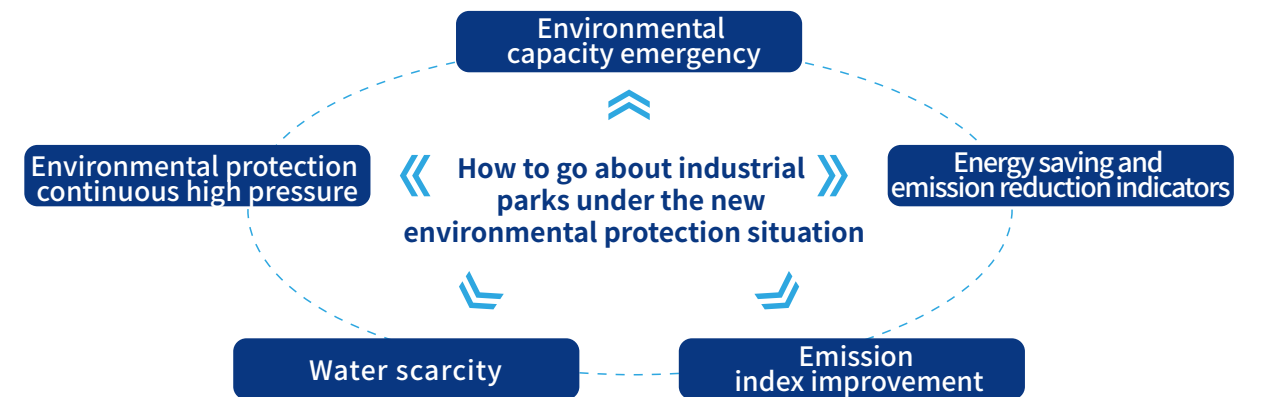 Environmental
capacity emergency
Environmental protection
continuous high pressure
How to go about industrial
parks under the new
environmental protection situation
Energy saving and
emission reduction indicators
Water scarcity
Emission
index improvement